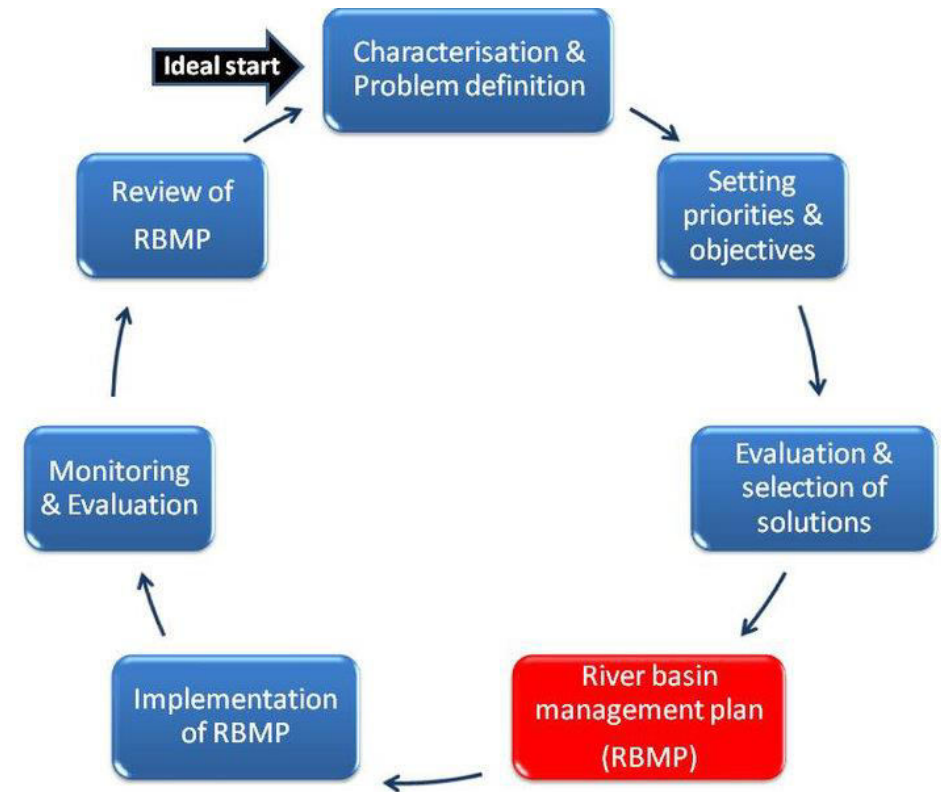 Ideal start
Characterisation &
Problem definition
Setting
priorities &
objectives
Evaluation &
selection of
solutions
River basin
management plan
(RBMP)
Implementation
of RBMP
Monitoring
& Evaluation
Review of
RBMP